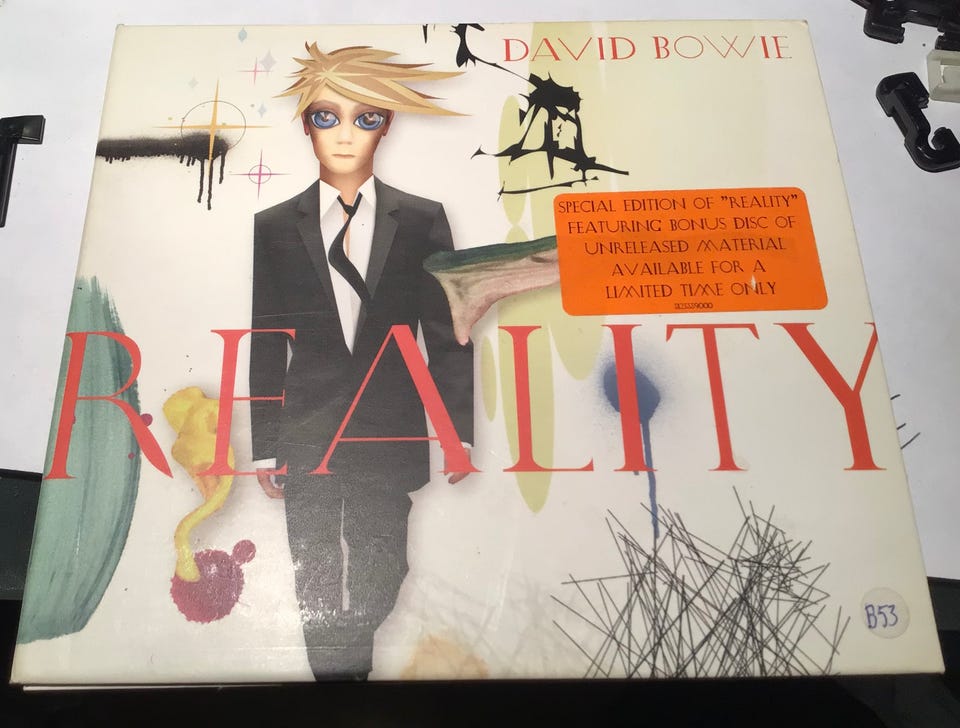 DAVID BOWIE
SPECIAL EDITION OF "REALITY"
FEATURING BONUS DISC OF
UNRELEASED MATERIAL
AVAILABLE FOR A
LIMITED TIME ONLY
REALITY
B53